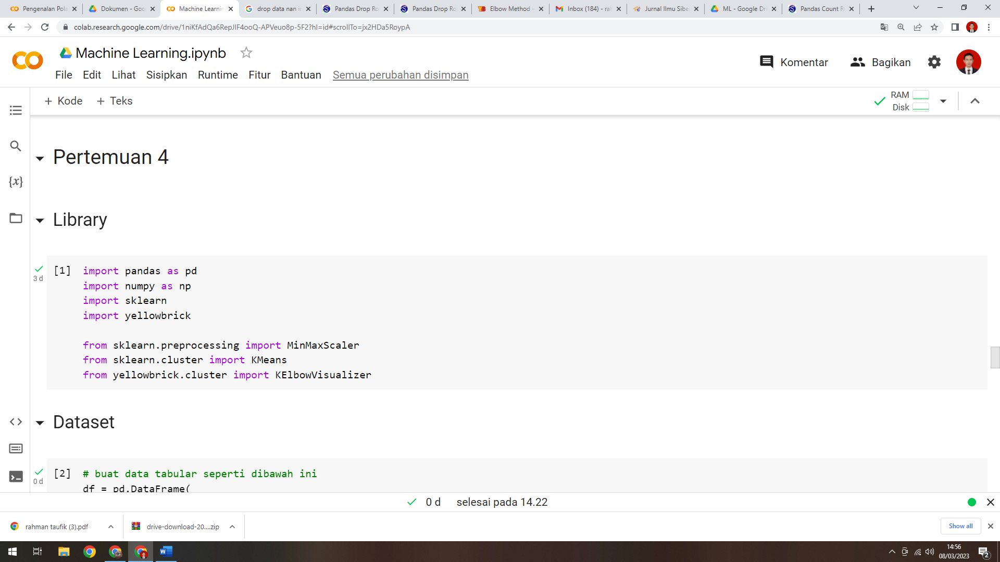 Pengenalan Pola
Dokumen - Goo
Machine Learnin
drop data nan in
Pandas Drop Ro
Pandas Drop Ro
Elbow Method -
Inbox (184) - ra
Jurnal Ilmu Sibe
ML - Google Dri
Pandas Count R
colab.research.google.com/drive/1niKfAdQa6RepJIF4ooQ-APVeuo8p-5F2?hl=id#scrollTo=jx2HDa5RoypA
Machine Learning.ipynb
Komentar
Bagikan
File Edit Lihat Sisipkan Runtime Fitur Bantuan Semua perubahan disimpan
+ Kode + Teks
RAM
Disk
Pertemuan 4
{x}
Library
[1] import pandas as pd
3 d
import numpy as np
import sklearn
import yellowbrick
from sklearn.preprocessing import MinMaxScaler
from sklearn.cluster import KMeans
from yellowbrick.cluster import KElbowVisualizer
Dataset
[2] # buat data tabular seperti dibawah ini
0 d
df = pd.DataFrame(
0 d selesai pada 14.22
rahman taufik (3).pdf
drive-download-20....zip
Show all
14:56
08/03/2023
2